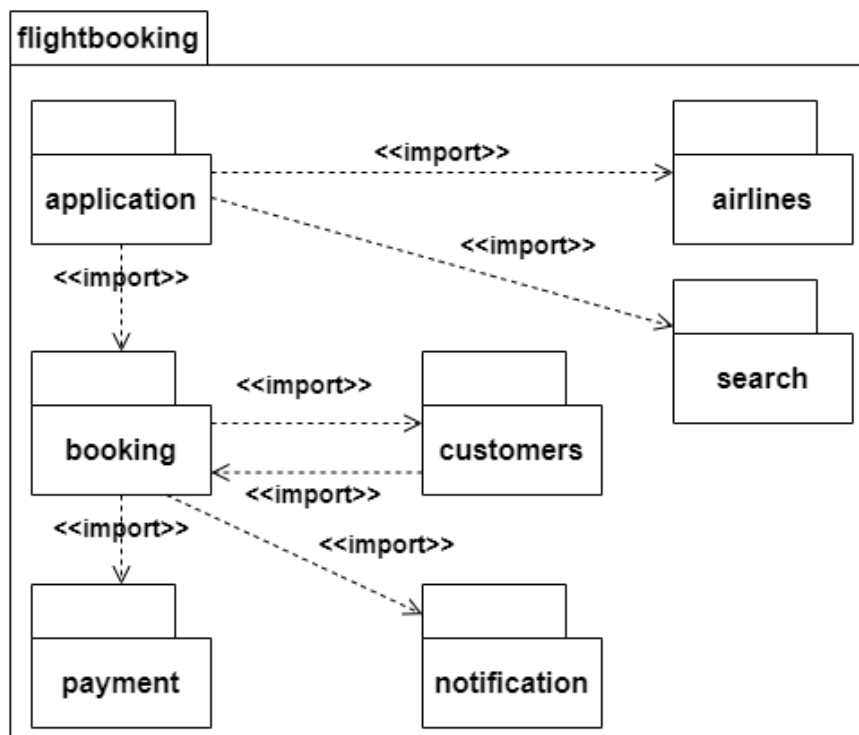 flightbooking
<<import>>
application
airlines
<<import>>
<<import>>
search
<<import>>
booking
customers
<<import>>
<<import>>
<<import>>
payment
notification